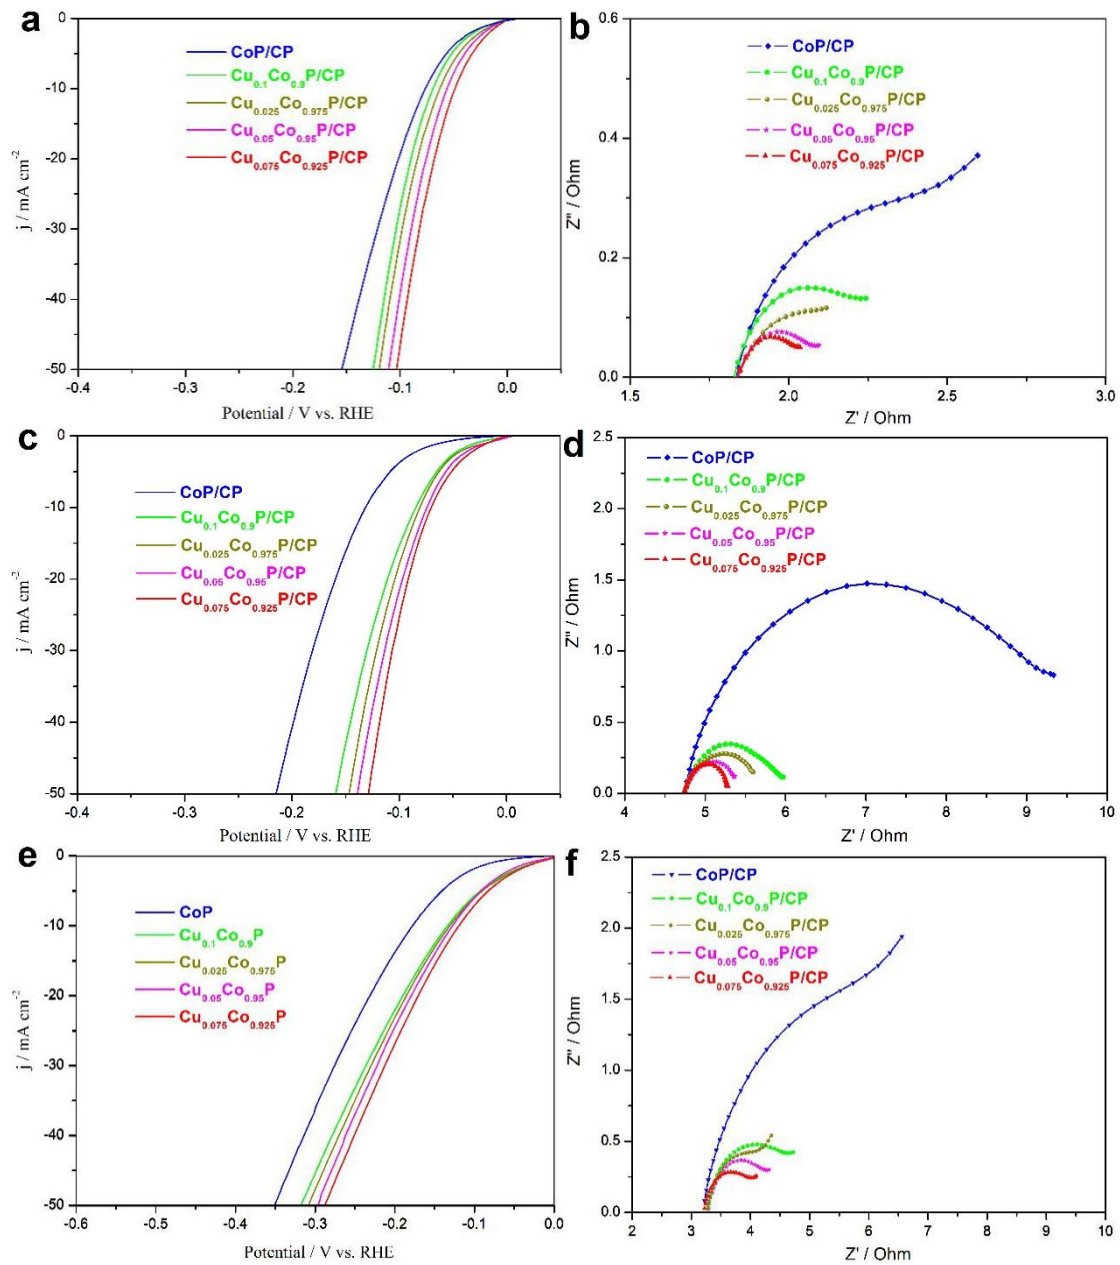 a
0
-10
-20
-30
-40
-50
j / mA cm-2
CoP/CP
Cu0.1Co0.9P/CP
Cu0.025Co0.975P/CP
Cu0.05Co0.95P/CP
Cu0.075Co0.925P/CP
-0.4 -0.3 -0.2 -0.1 0.0
Potential / V vs. RHE
b
0.6
0.4
0.2
0.0
Z'' / Ohm
CoP/CP
Cu0.1Co0.9P/CP
Cu0.025Co0.975P/CP
Cu0.05Co0.95P/CP
Cu0.075Co0.925P/CP
1.5 2.0 2.5 3.0
Z' / Ohm
c
0
-10
-20
-30
-40
-50
j / mA cm-2
CoP/CP
Cu0.1Co0.9P/CP
Cu0.025Co0.975P/CP
Cu0.05Co0.95P/CP
Cu0.075Co0.925P/CP
-0.4 -0.3 -0.2 -0.1 0.0
Potential / V vs. RHE
d
2.5
2.0
1.5
1.0
0.5
0.0
Z'' / Ohm
CoP/CP
Cu0.1Co0.9P/CP
Cu0.025Co0.975P/CP
Cu0.05Co0.95P/CP
Cu0.075Co0.925P/CP
4 5 6 7 8 9 10
Z' / Ohm
e
0
-10
-20
-30
-40
-50
j / mA cm-2
CoP
Cu0.1Co0.9P
Cu0.025Co0.975P
Cu0.05Co0.95P
Cu0.075Co0.925P
-0.6 -0.5 -0.4 -0.3 -0.2 -0.1 0.0
Potential / V vs. RHE
f
2.5
2.0
1.5
1.0
0.5
0.0
Z'' / Ohm
CoP/CP
Cu0.1Co0.9P/CP
Cu0.025Co0.975P/CP
Cu0.05Co0.95P/CP
Cu0.075Co0.925P/CP
2 3 4 5 6 7 8 9 10
Z' / Ohm